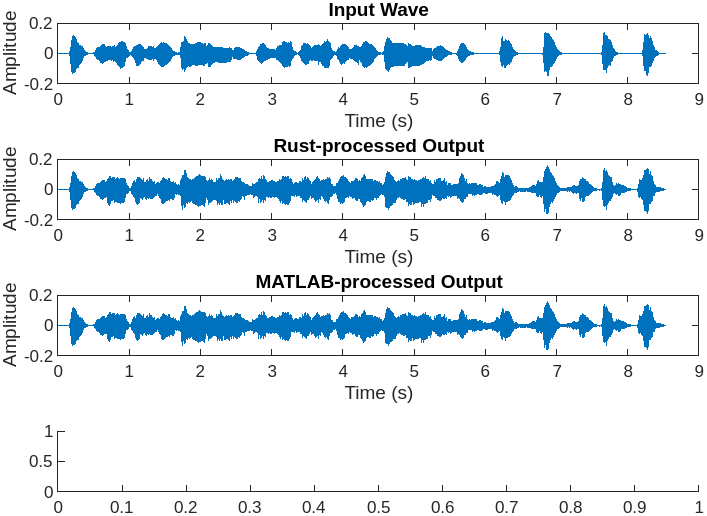 Input Wave
Amplitude
0.2
0
-0.2
0 1 2 3 4 5 6 7 8 9
Time (s)
Rust-processed Output
Amplitude
0.2
0
-0.2
0 1 2 3 4 5 6 7 8 9
Time (s)
MATLAB-processed Output
Amplitude
0.2
0
-0.2
0 1 2 3 4 5 6 7 8 9
Time (s)
1
0.5
0
0 0.1 0.2 0.3 0.4 0.5 0.6 0.7 0.8 0.9 1